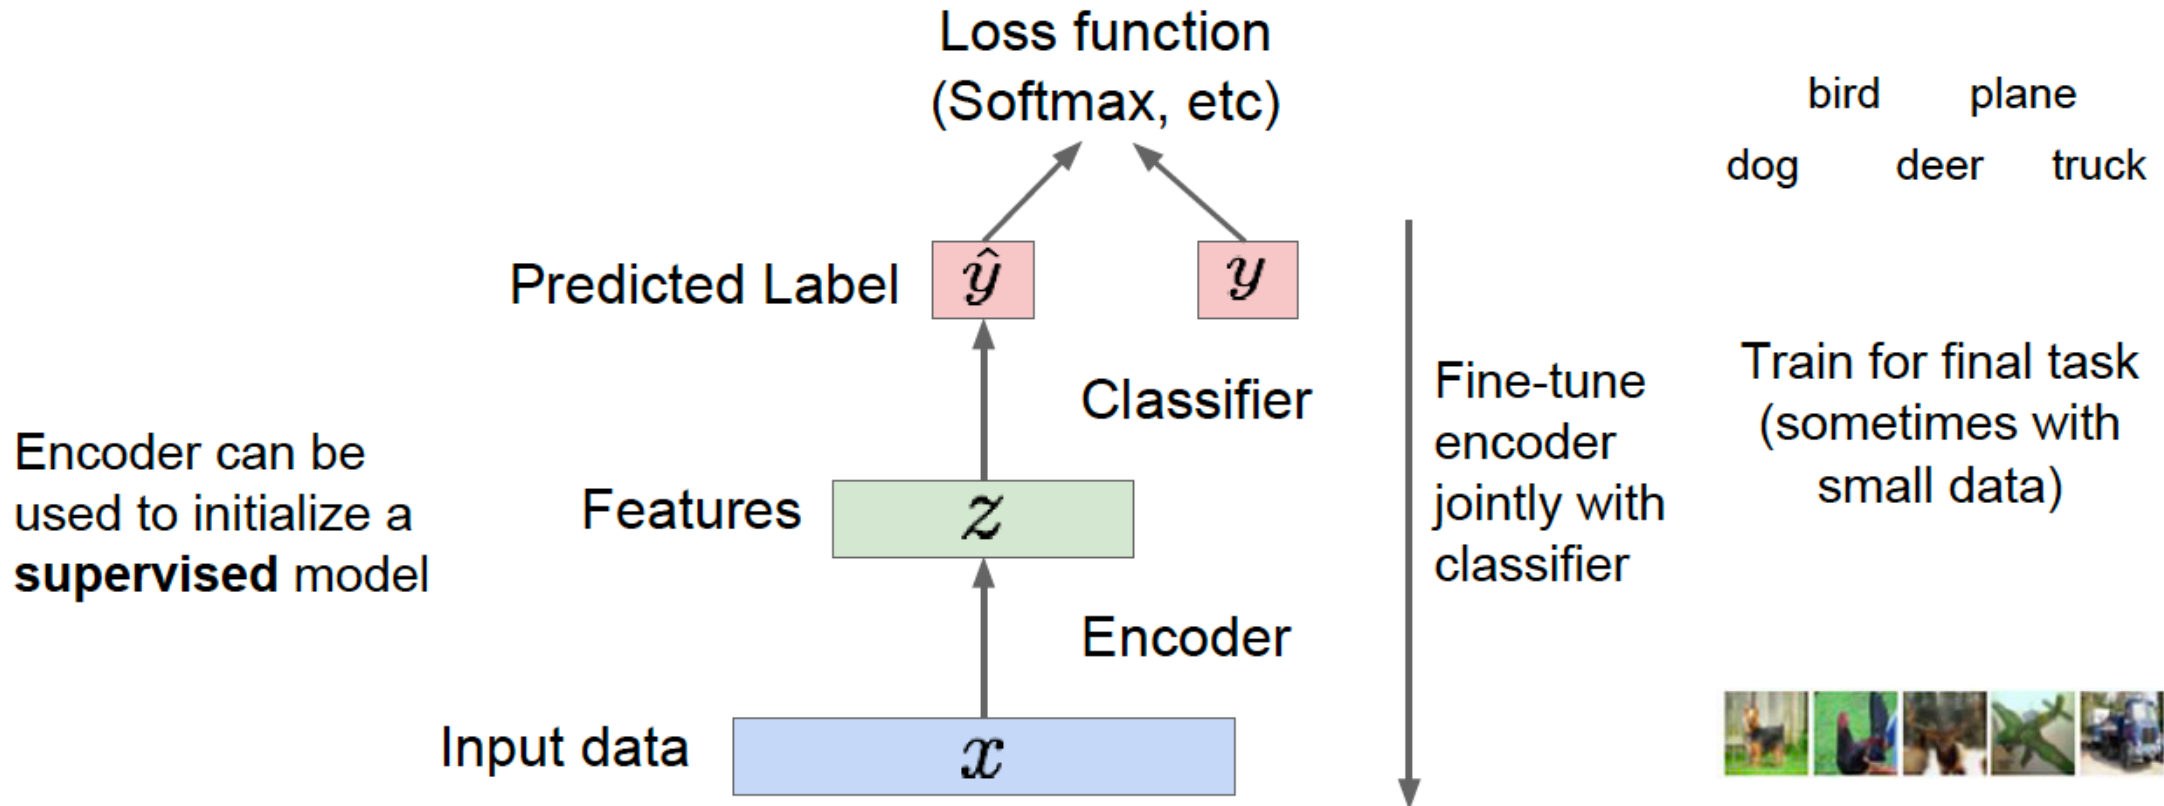 Loss function
(Softmax, etc)
bird plane
dog deer truck
Predicted Label
ŷ
y
Classifier
Fine-tune
encoder
jointly with
classifier
Train for final task
(sometimes with
small data)
Encoder can be
used to initialize a
supervised model
Features
z
Encoder
Input data
x